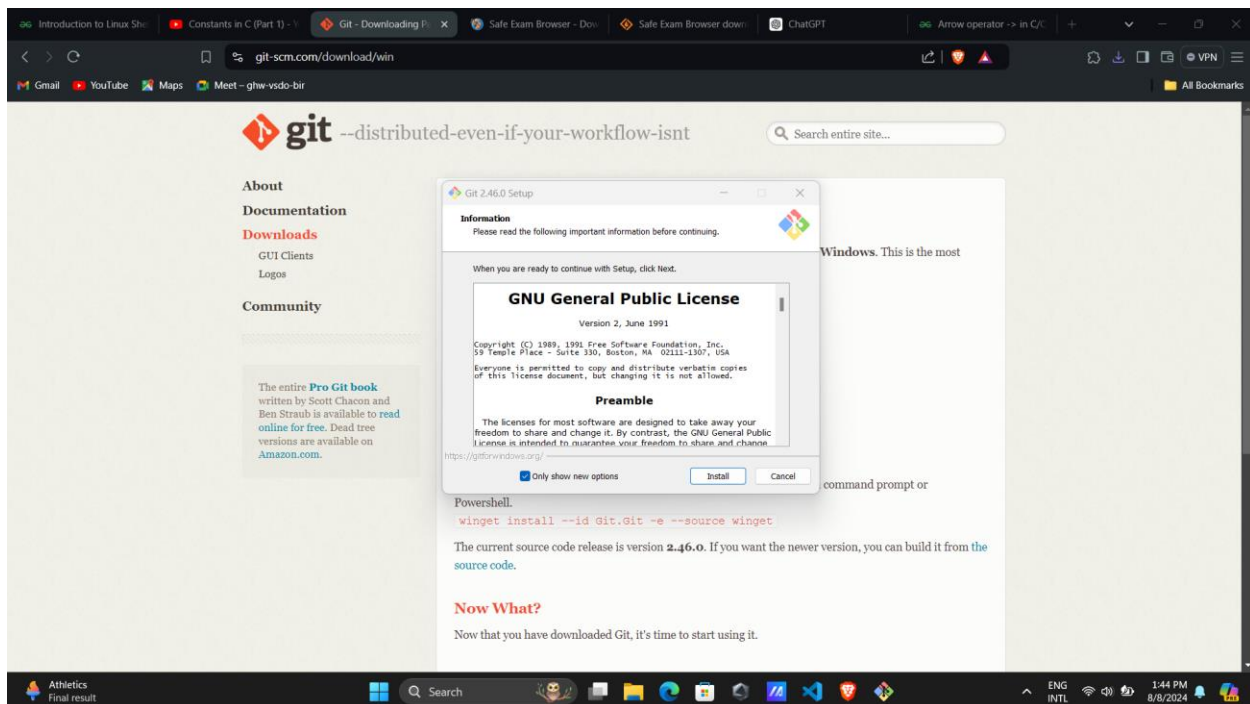 Introduction to Linux She
Constants in C (Part 1) - Y
Git - Downloading P
Safe Exam Browser - Dow
Safe Exam Browser down
ChatGPT
Arrow operator -> in C/C
git-scm.com/download/win
VPN
Gmail
YouTube
Maps
Meet – ghw-vsdo-bir
All Bookmarks
git --distributed-even-if-your-workflow-isnt
Search entire site...
About
Documentation
Downloads
GUI Clients
Logos
Community
The entire Pro Git book
written by Scott Chacon and
Ben Straub is available to read
online for free. Dead tree
versions are available on
Amazon.com.
Git 2.46.0 Setup
Information
Please read the following important information before continuing.
When you are ready to continue with Setup, click Next.
GNU General Public License
Version 2, June 1991
Copyright (C) 1989, 1991 Free Software Foundation, Inc.
59 Temple Place - Suite 330, Boston, MA 02111-1307, USA
Everyone is permitted to copy and distribute verbatim copies
of this license document, but changing it is not allowed.
Preamble
The licenses for most software are designed to take away your
freedom to share and change it. By contrast, the GNU General Public
License is intended to guarantee your freedom to share and change
https://gitforwindows.org/
Only show new options
Install
Cancel
Windows. This is the most
command prompt or
Powershell.
winget install --id Git.Git -e --source winget
The current source code release is version 2.46.0. If you want the newer version, you can build it from the
source code.
Now What?
Now that you have downloaded Git, it's time to start using it.
Athletics
Final result
Search
ENG
INTL
1:44 PM
8/8/2024